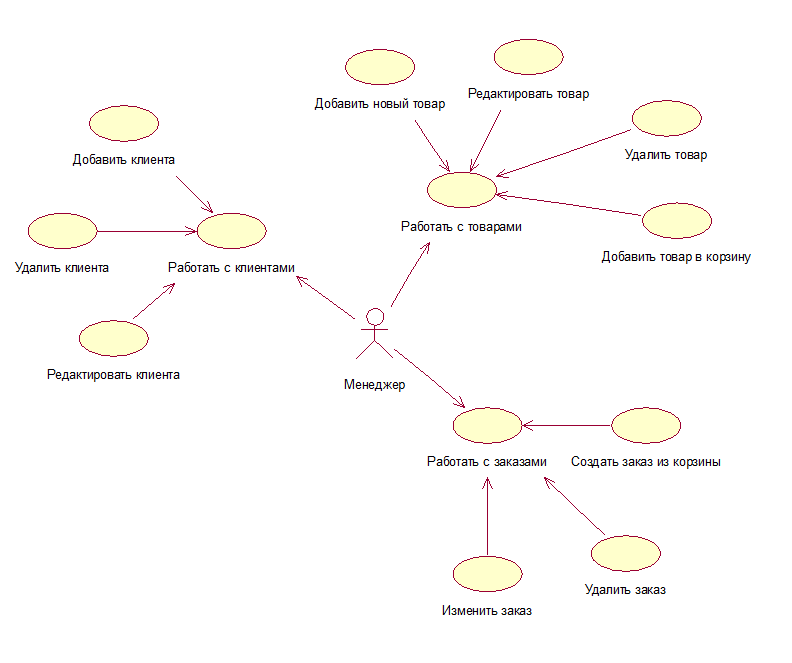 Добавить новый товар
Редактировать товар
Добавить клиента
Удалить товар
Работать с товарами
Добавить товар в корзину
Удалить клиента
Работать с клиентами
Редактировать клиента
Менеджер
Работать с заказами
Создать заказ из корзины
Удалить заказ
Изменить заказ